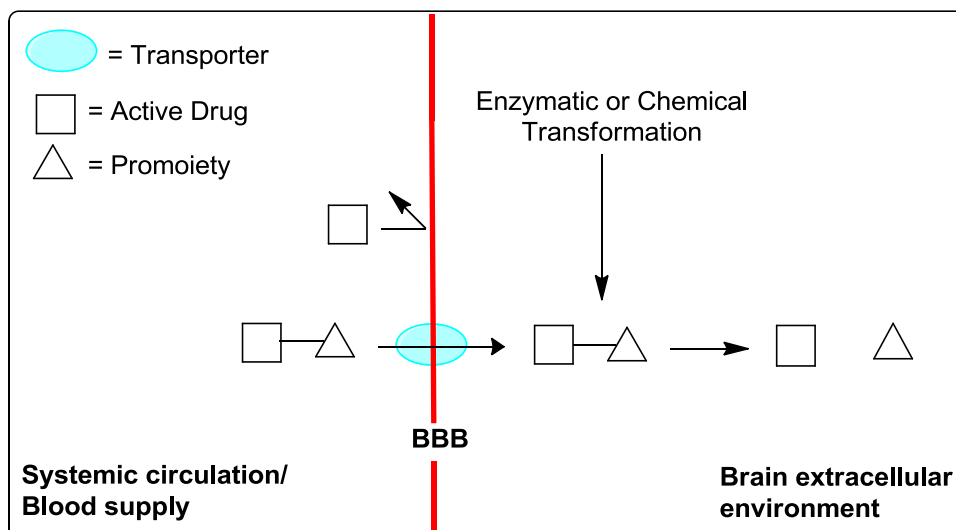 = Transporter
= Active Drug
= Promoiety
Enzymatic or Chemical
Transformation
BBB
Systemic circulation/
Blood supply
Brain extracellular
environment